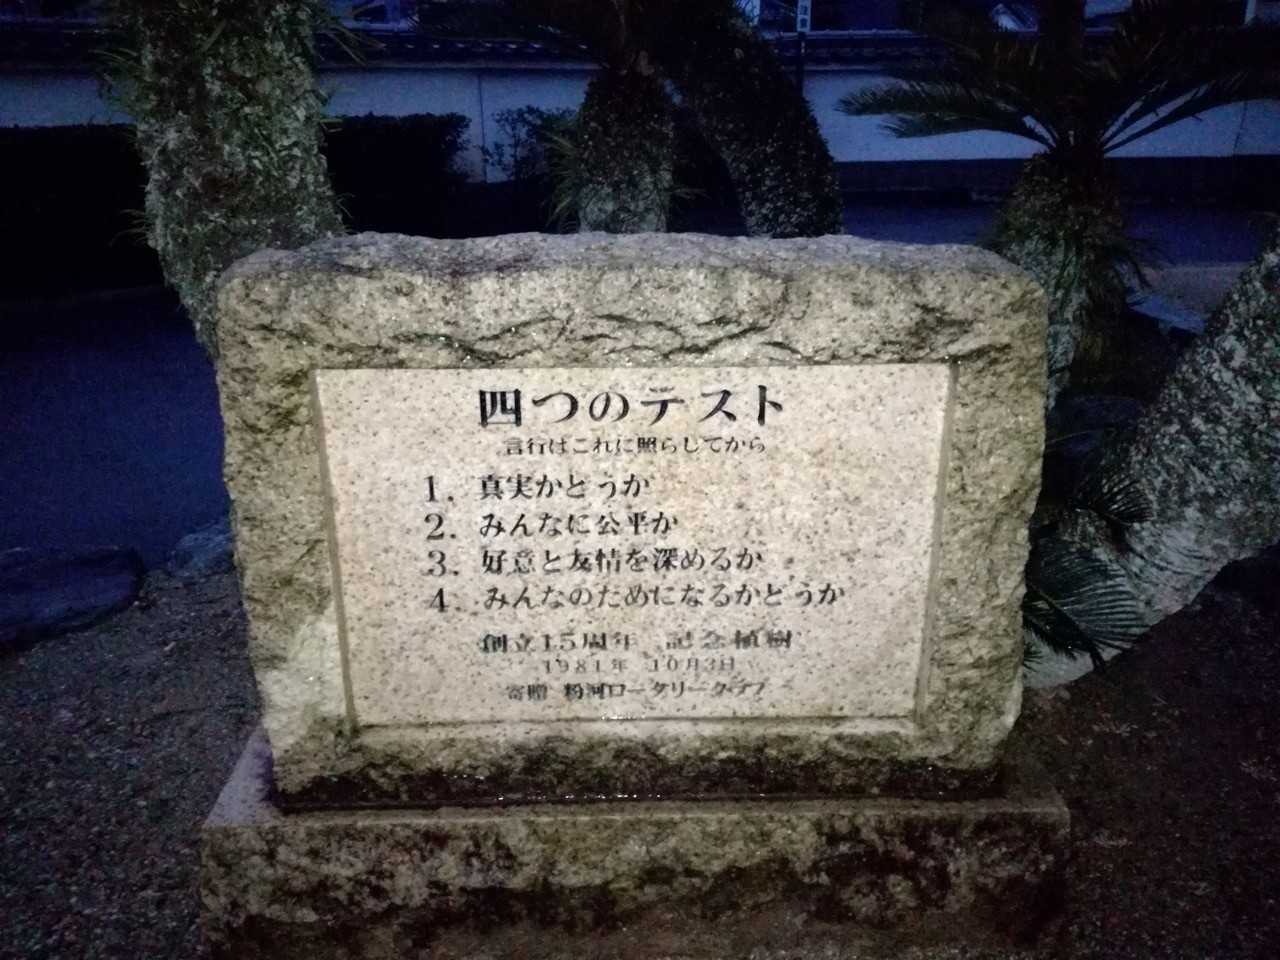 四つのテスト
言行はこれに照らしてから
1. 真実かどうか
2. みんなに公平か
3. 好意と友情を深めるか
4. みんなのためになるかどうか
創立15周年 記念植樹
1981年 10月3日
寄贈 粉河ロータリークラブ